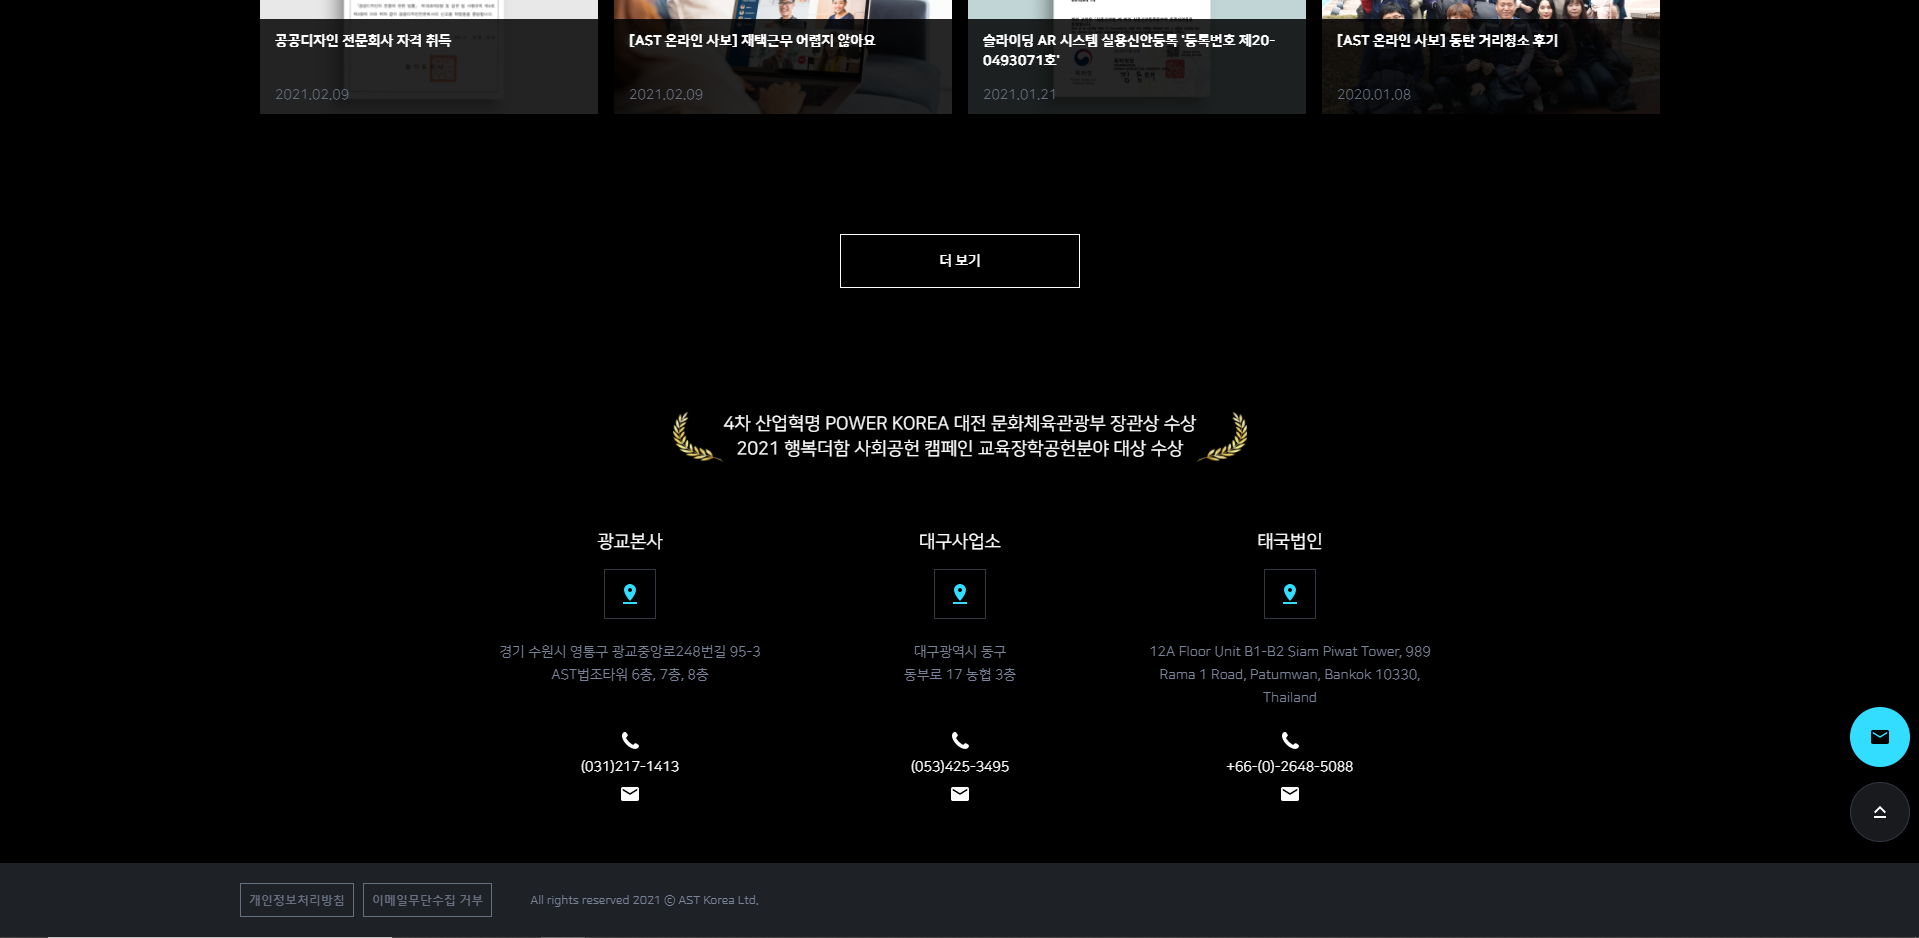 공공디자인 전문회사 자격 취득
2021.02.09
[AST 온라인 사보] 재택근무 어렵지 않아요
2021.02.09
슬라이딩 AR 시스템 실용신안등록 '등록번호 제20-
0493071호'
2021.01.21
[AST 온라인 사보] 동탄 거리청소 후기
2020.01.08
더 보기
4차 산업혁명 POWER KOREA 대전 문화체육관광부 장관상 수상
2021 행복더함 사회공헌 캠페인 교육장학공헌분야 대상 수상
광교본사
경기 수원시 영통구 광교중앙로248번길 95-3
AST법조타워 6층, 7층, 8층
(031)217-1413
대구사업소
대구광역시 동구
동부로 17 농협 3층
(053)425-3495
태국법인
12A Floor Unit B1-B2 Siam Piwat Tower, 989
Rama 1 Road, Patumwan, Bankok 10330,
Thailand
+66-(0)-2648-5088
개인정보처리방침
이메일무단수집 거부
All rights reserved 2021 ⓒ AST Korea Ltd.